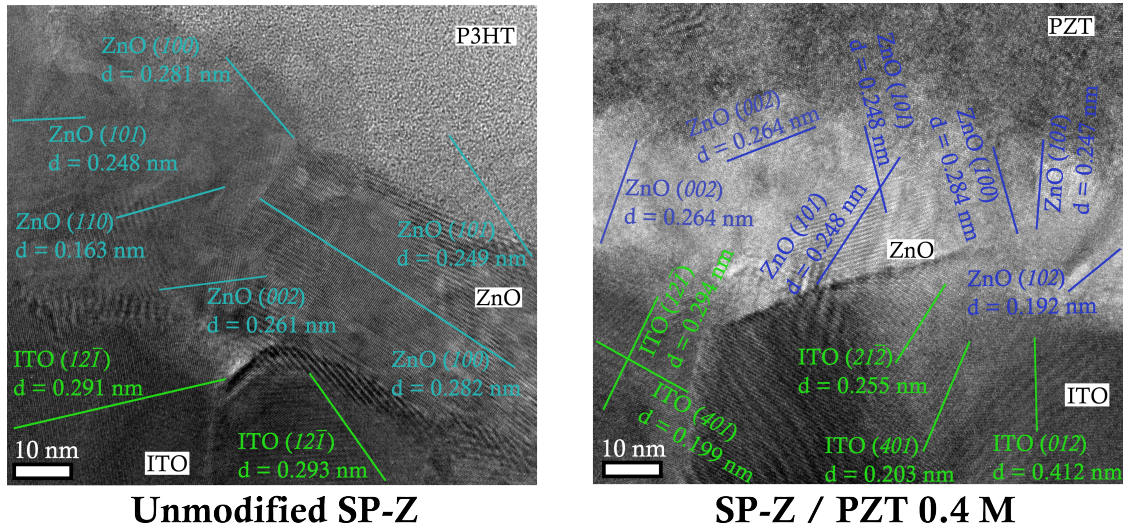 P3HT
ZnO (100)
d = 0.281 nm
ZnO (101)
d = 0.248 nm
ZnO (110)
d = 0.163 nm
ZnO (101)
d = 0.249 nm
ZnO (002)
d = 0.261 nm
ZnO
ZnO (100)
d = 0.282 nm
ITO (121̅)
d = 0.291 nm
ITO (121̅)
d = 0.293 nm
10 nm
ITO
Unmodified SP-Z
PZT
ZnO (002)
d = 0.264 nm
ZnO (101)
d = 0.248 nm
ZnO (100)
d = 0.284 nm
ZnO (101)
d = 0.247 nm
ZnO (002)
d = 0.264 nm
ZnO (101)
d = 0.248 nm
ZnO
ZnO (102)
d = 0.192 nm
ITO (121)
d = 0.294 nm
ITO (212̅)
d = 0.255 nm
ITO (401)
d = 0.199 nm
ITO
ITO (401)
d = 0.203 nm
ITO (012)
d = 0.412 nm
10 nm
SP-Z / PZT 0.4 M